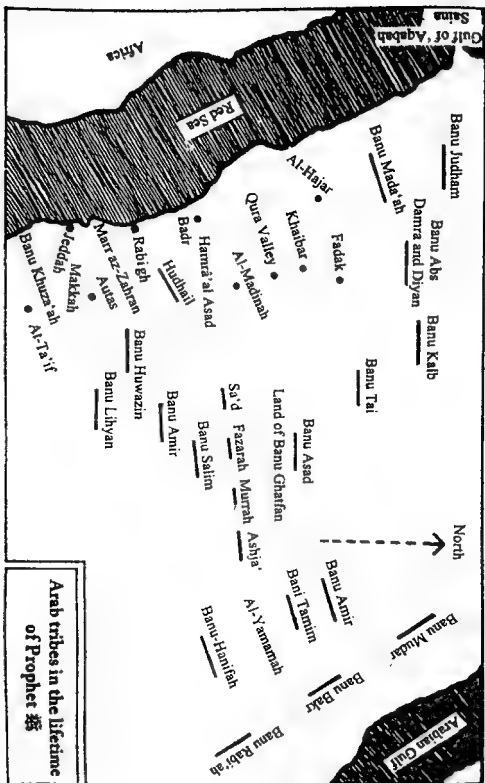 Gulf of 'Aqabah
Saina
Africa
Red Sea
Banu Judham
Banu Mada'ah
Banu Abs
Damra and Diyan
Banu Kalb
Al-Hajar
Fadak
Khaibar
Qura Valley
Al-Madinah
Hamrâ'al Asad
Badr
Hudhail
Rabigh
Marr az-Zahran
Autas
Makkah
Jeddah
Banu Khuza'ah
Al-Ta'if
Banu Tai
Banu Asad
Land of Banu Ghatfan
Sa'd Fazarah Murrah Ashja'
Banu Salim
Banu Amir
Banu Huwazin
Banu Lihyan
North
Banu Mudar
Banu Amir
Bani Tamim
Banu Bakr
Al-Yamamah
Banu-Hanifah
Banu Rabi'ah
Arabian Gulf
Arab tribes in the lifetime
of Prophet ﷺ